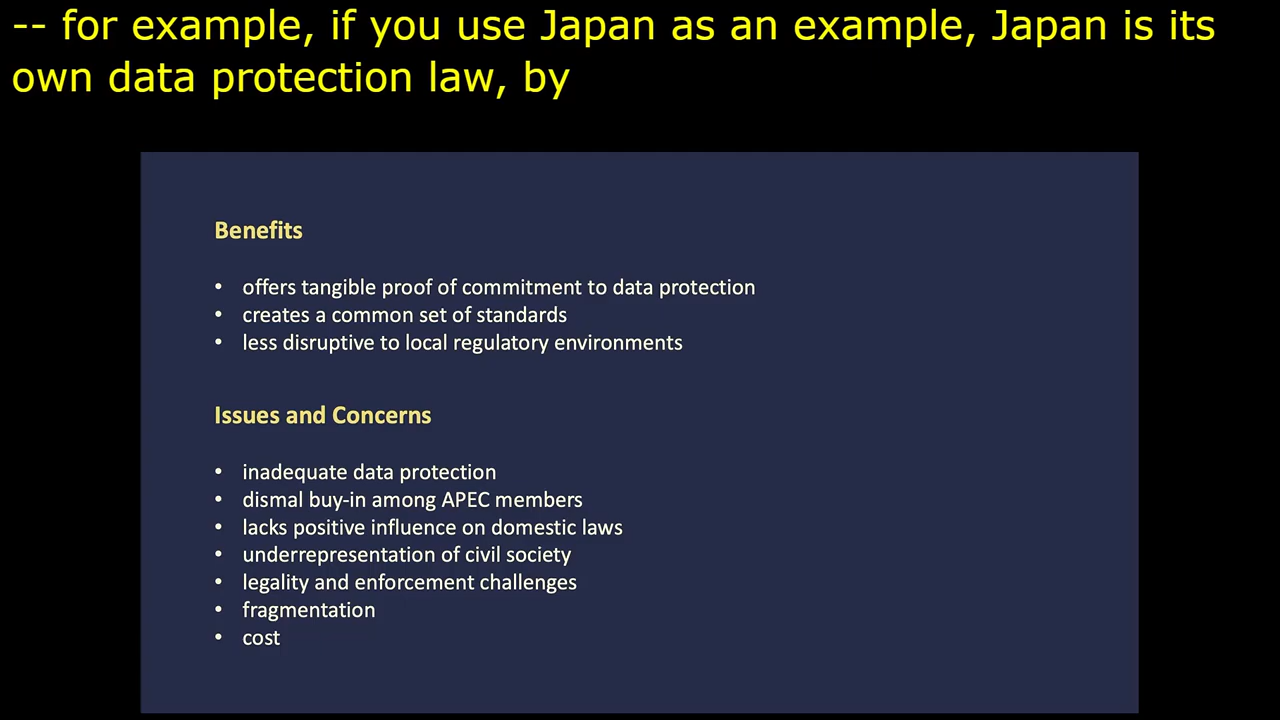 -- for example, if you use Japan as an example, Japan is its
own data protection law, by
Benefits
• offers tangible proof of commitment to data protection
• creates a common set of standards
• less disruptive to local regulatory environments
Issues and Concerns
• inadequate data protection
• dismal buy-in among APEC members
• lacks positive influence on domestic laws
• underrepresentation of civil society
• legality and enforcement challenges
• fragmentation
• cost